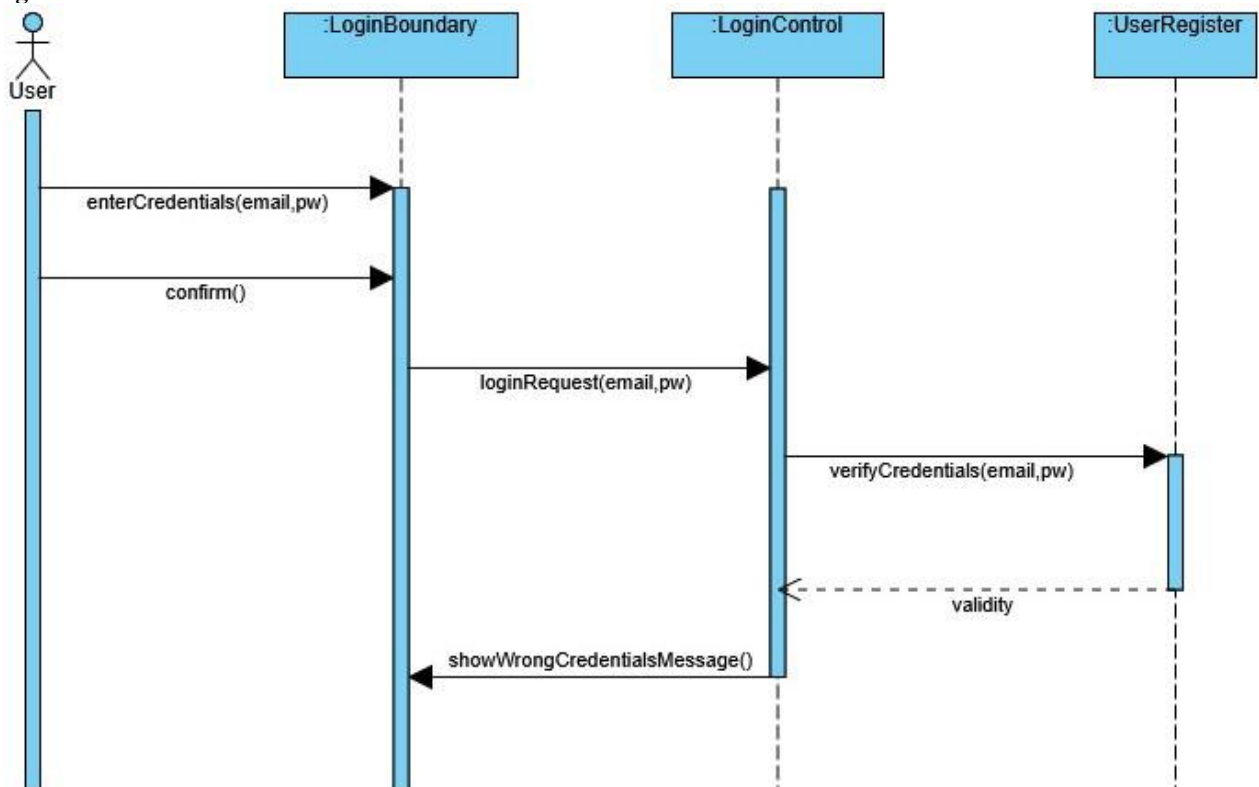 :LoginBoundary
:LoginControl
:UserRegister
User
enterCredentials(email,pw)
confirm()
loginRequest(email,pw)
verifyCredentials(email,pw)
validity
showWrongCredentialsMessage()